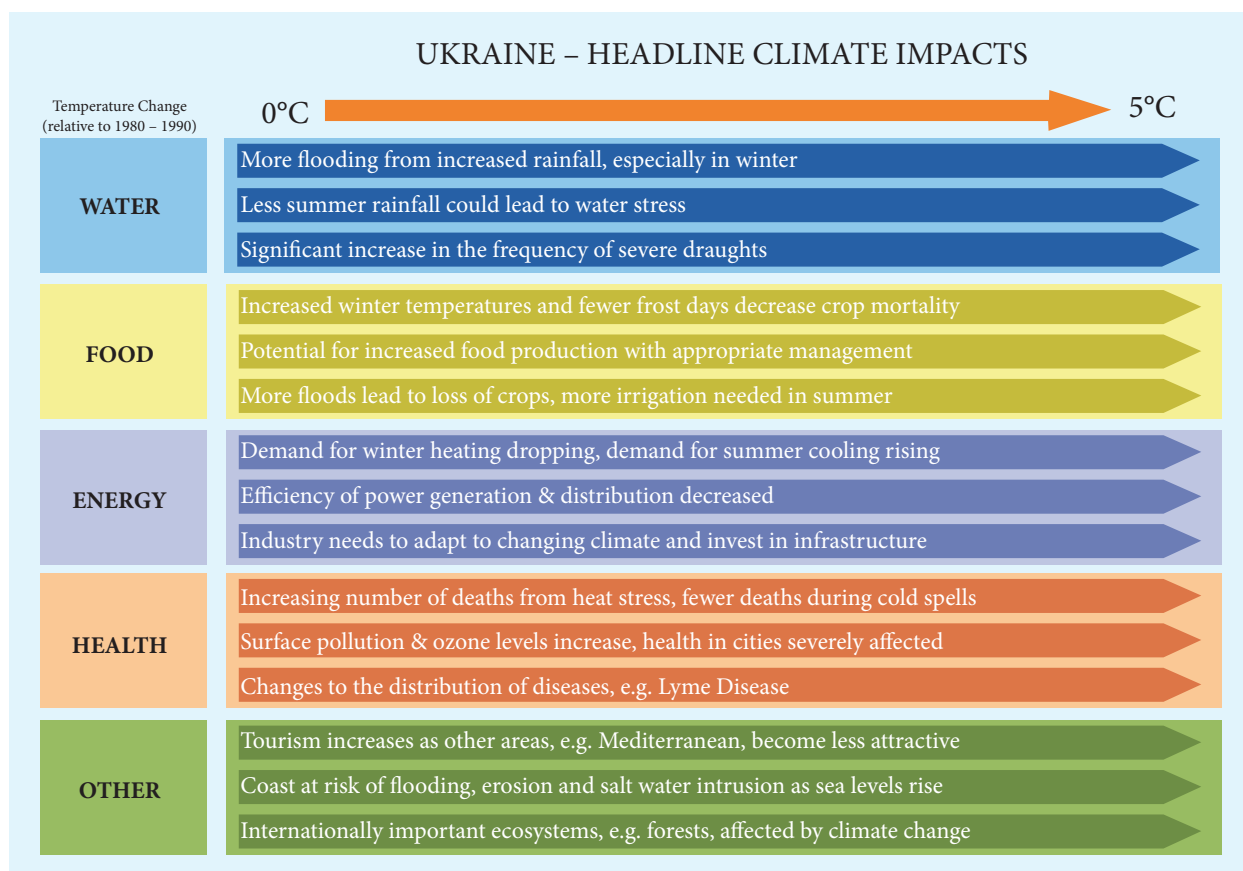 UKRAINE – HEADLINE CLIMATE IMPACTS
Temperature Change
(relative to 1980 – 1990)
0°C
5°C
WATER
More flooding from increased rainfall, especially in winter
Less summer rainfall could lead to water stress
Significant increase in the frequency of severe draughts
FOOD
Increased winter temperatures and fewer frost days decrease crop mortality
Potential for increased food production with appropriate management
More floods lead to loss of crops, more irrigation needed in summer
ENERGY
Demand for winter heating dropping, demand for summer cooling rising
Efficiency of power generation & distribution decreased
Industry needs to adapt to changing climate and invest in infrastructure
HEALTH
Increasing number of deaths from heat stress, fewer deaths during cold spells
Surface pollution & ozone levels increase, health in cities severely affected
Changes to the distribution of diseases, e.g. Lyme Disease
OTHER
Tourism increases as other areas, e.g. Mediterranean, become less attractive
Coast at risk of flooding, erosion and salt water intrusion as sea levels rise
Internationally important ecosystems, e.g. forests, affected by climate change